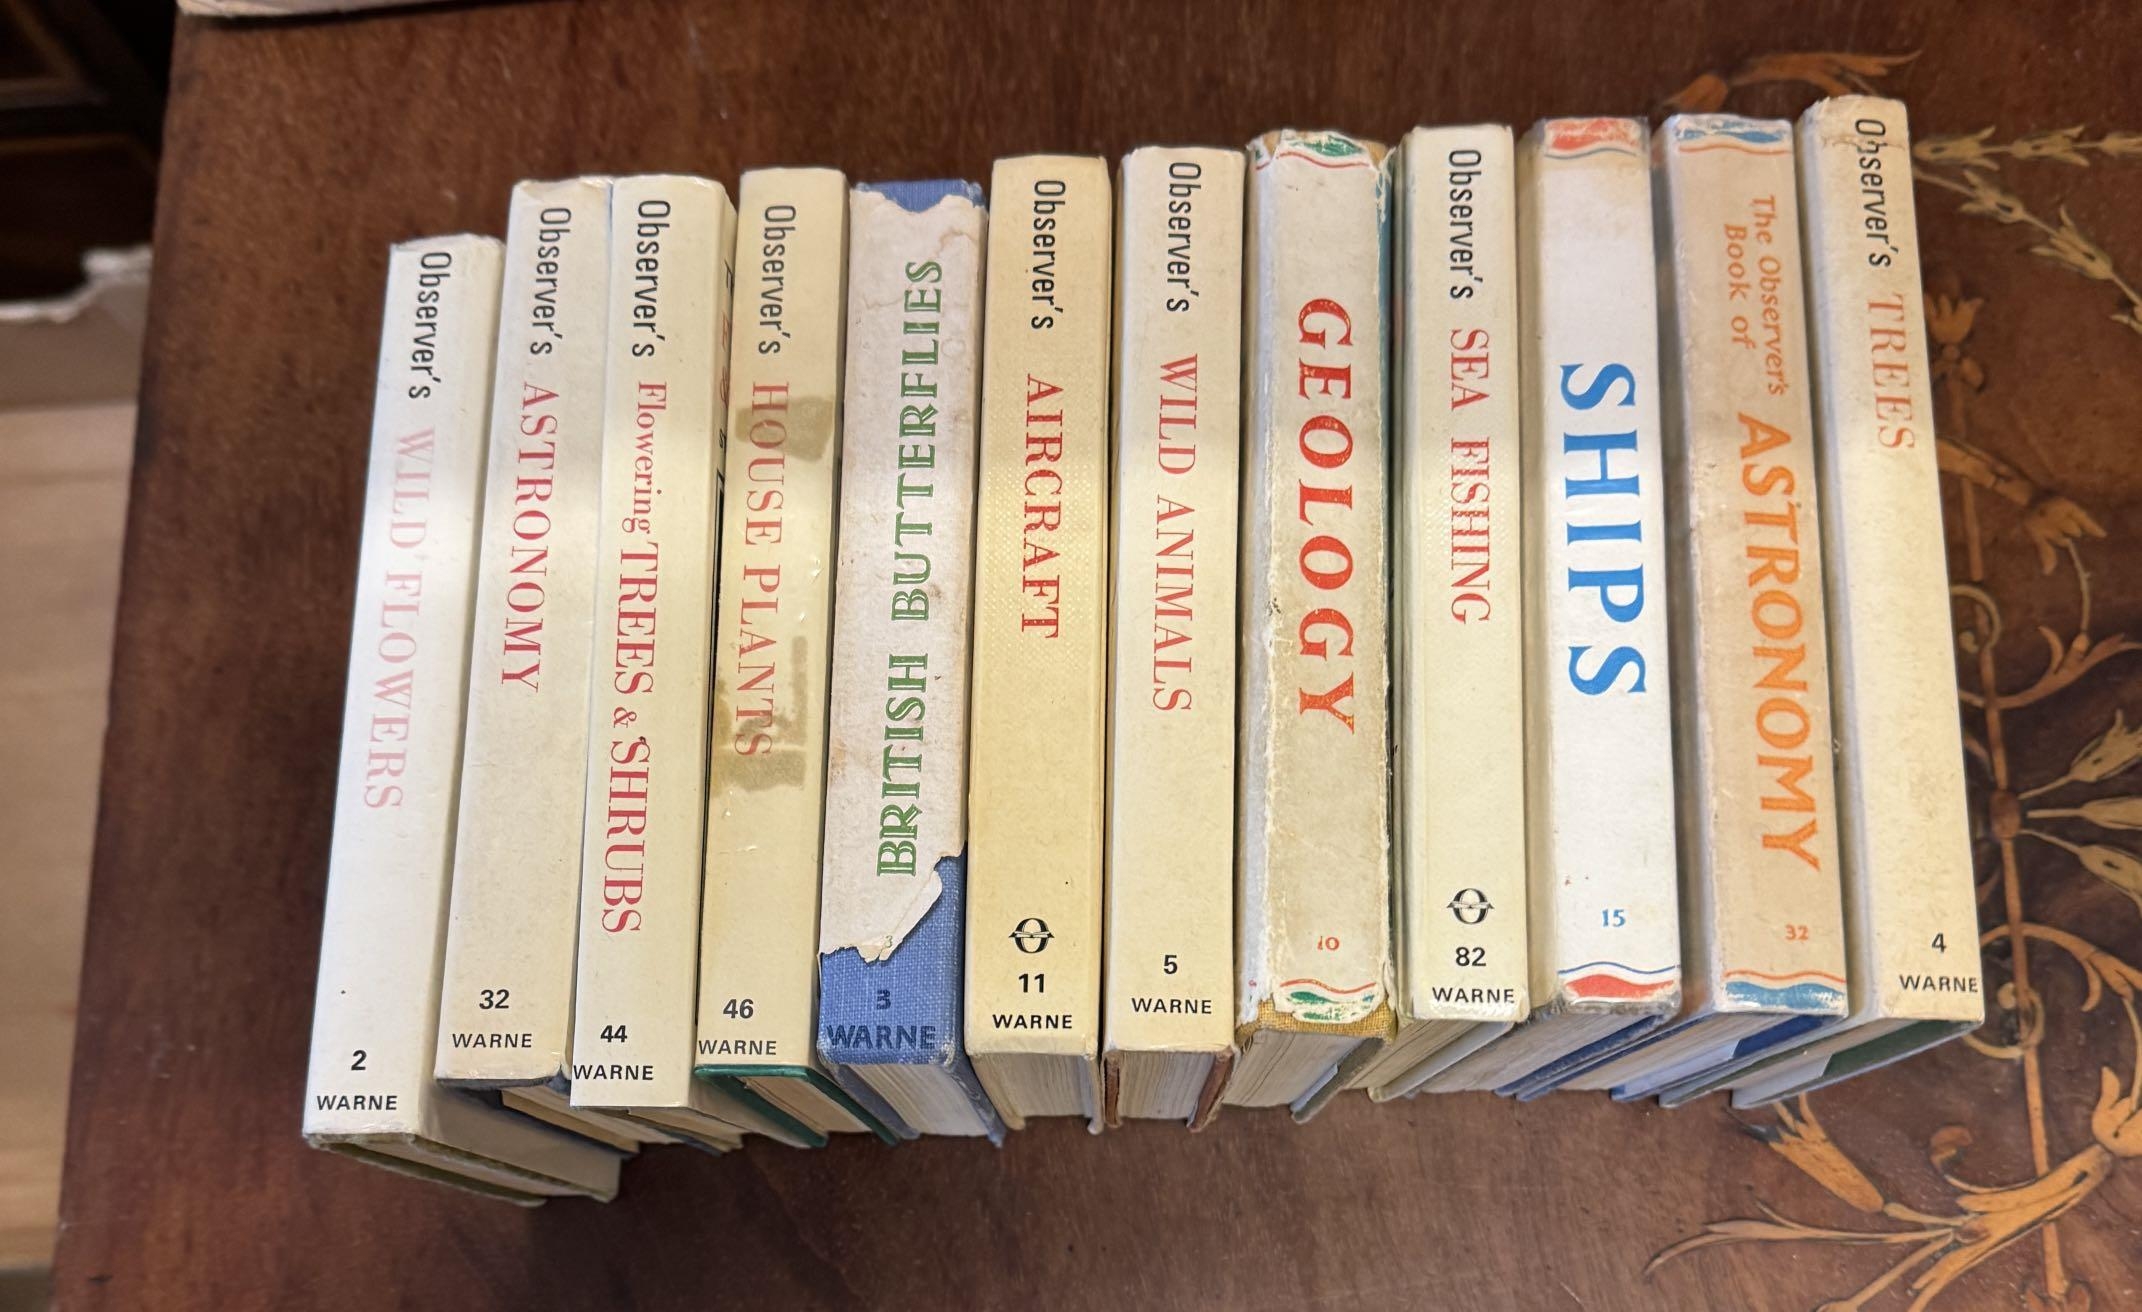 Observer's WILD FLOWERS
2
WARNE
Observer's ASTRONOMY
32
WARNE
Observer's Flowering TREES & SHRUBS
44
WARNE
Observer's HOUSE PLANTS
46
WARNE
BRITISH BUTTERFLIES
3
3
WARNE
Observer's AIRCRAFT
11
WARNE
Observer's WILD ANIMALS
5
WARNE
GEOLOGY
10
Observer's SEA FISHING
82
WARNE
SHIPS
15
The Observer's
Book of
ASTRONOMY
32
Observer's TREES
4
WARNE